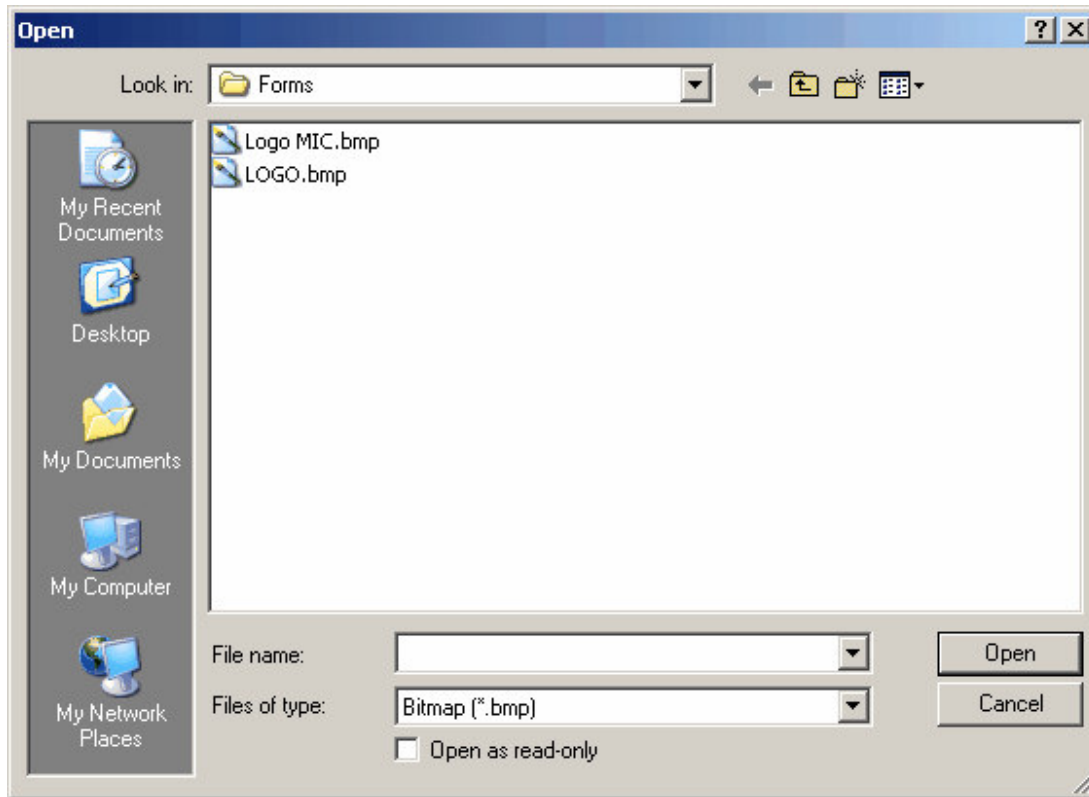 Open
Look in:
Forms
My Recent
Documents
Desktop
My Documents
My Computer
My Network
Places
Logo MIC.bmp
LOGO.bmp
File name:
Open
Files of type:
Bitmap (*.bmp)
Cancel
Open as read-only